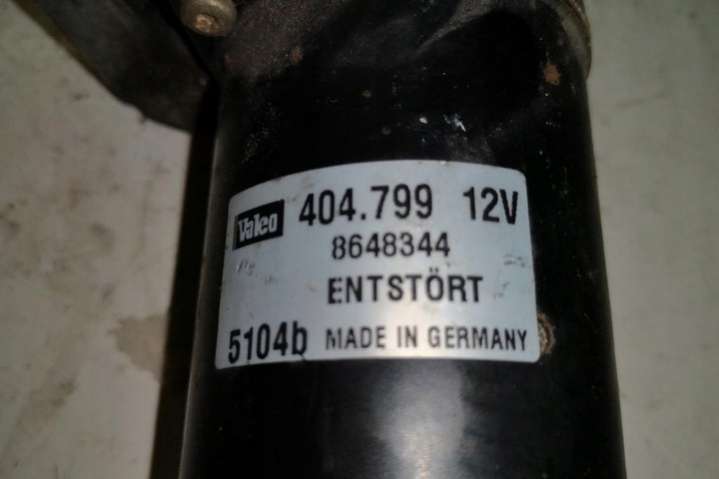 Valeo 404.799 12V
8648344
ENTSTÖRT
5104b MADE IN GERMANY